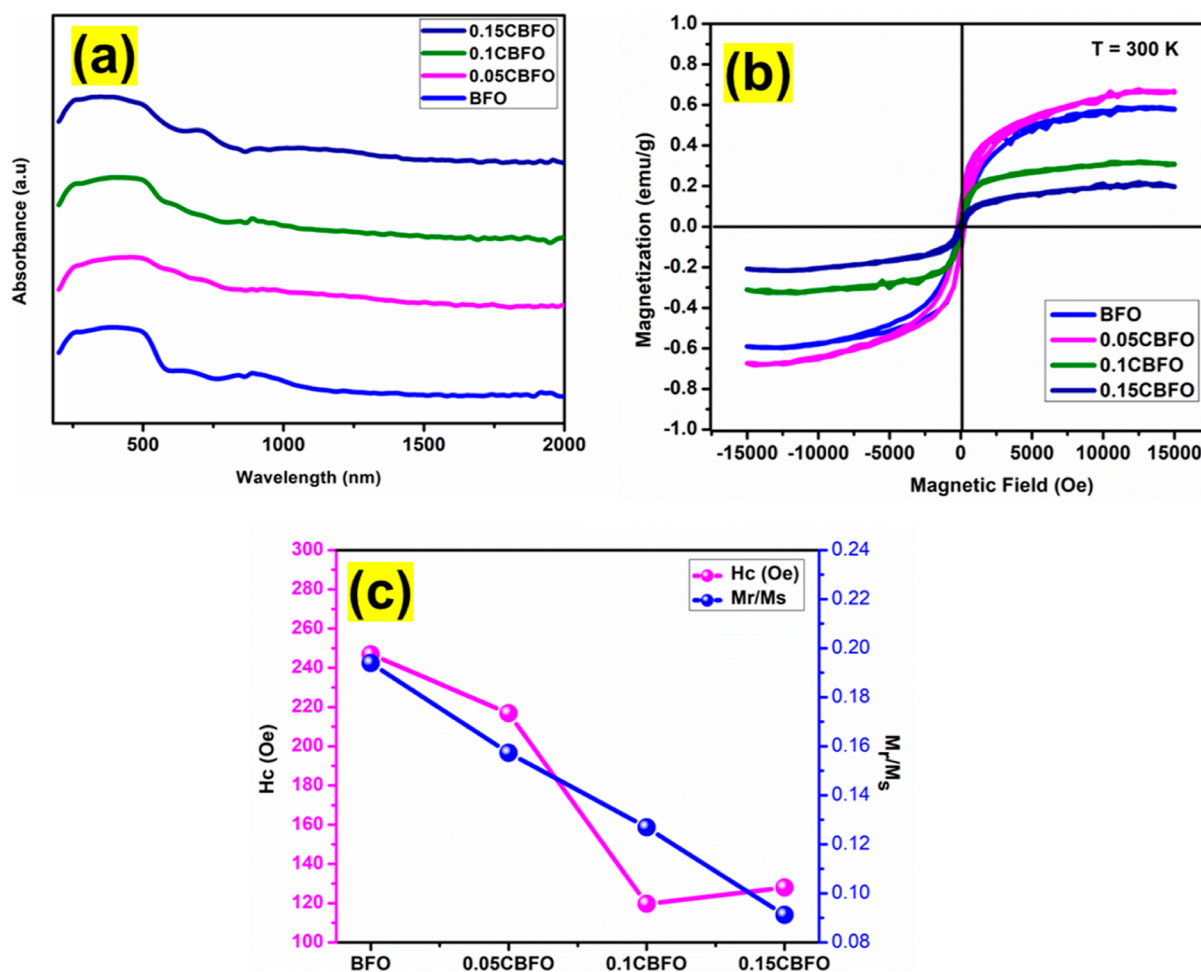 (a)
0.15CBFO
0.1CBFO
0.05CBFO
BFO
Absorbance (a.u)
500
1000
1500
2000
Wavelength (nm)
(b)
T = 300 K
1.0
0.8
0.6
0.4
0.2
0.0
-0.2
-0.4
-0.6
-0.8
-1.0
Magnetization (emu/g)
BFO
0.05CBFO
0.1CBFO
0.15CBFO
-15000
-10000
-5000
0
5000
10000
15000
Magnetic Field (Oe)
(c)
Hc (Oe)
Mr/Ms
300
280
260
240
220
200
180
160
140
120
100
Hc (Oe)
0.24
0.22
0.20
0.18
0.16
0.14
0.12
0.10
0.08
Mr/Ms
BFO
0.05CBFO
0.1CBFO
0.15CBFO